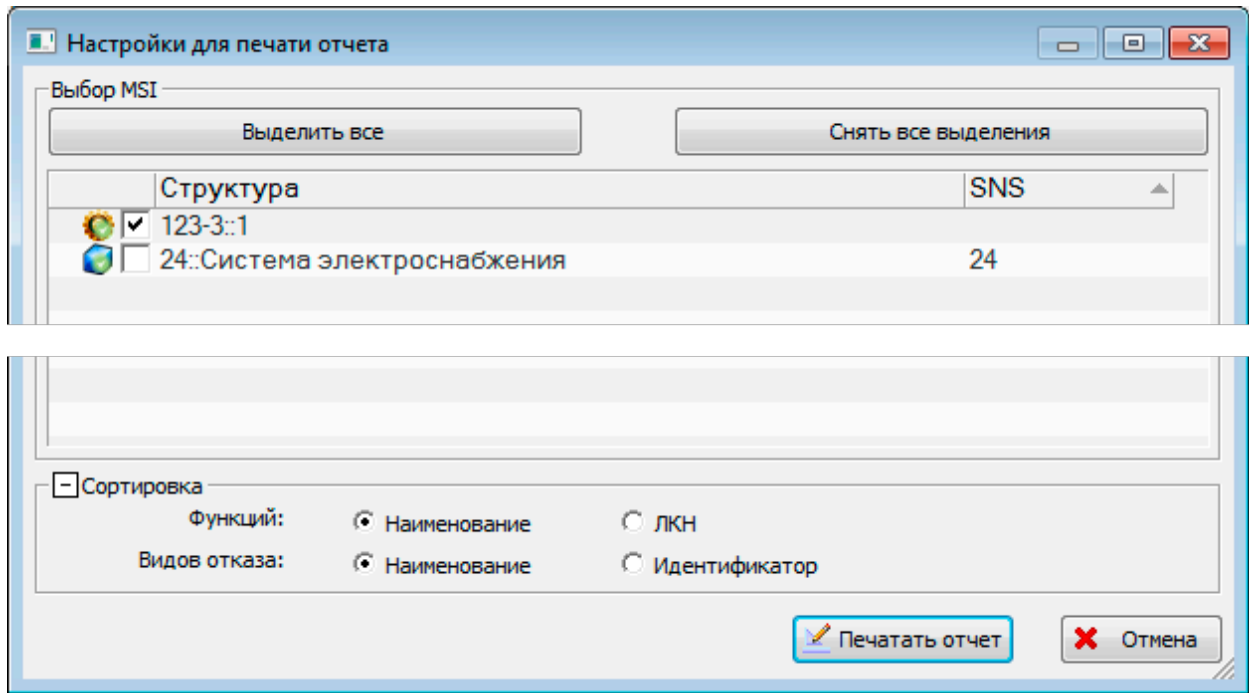 Настройки для печати отчета
Выбор MSI
Выделить все Снять все выделения
Структура SNS
123-3::1
24::Система электроснабжения 24
Сортировка
Функций: Наименование ЛКН
Видов отказа: Наименование Идентификатор
Печатать отчет Отмена